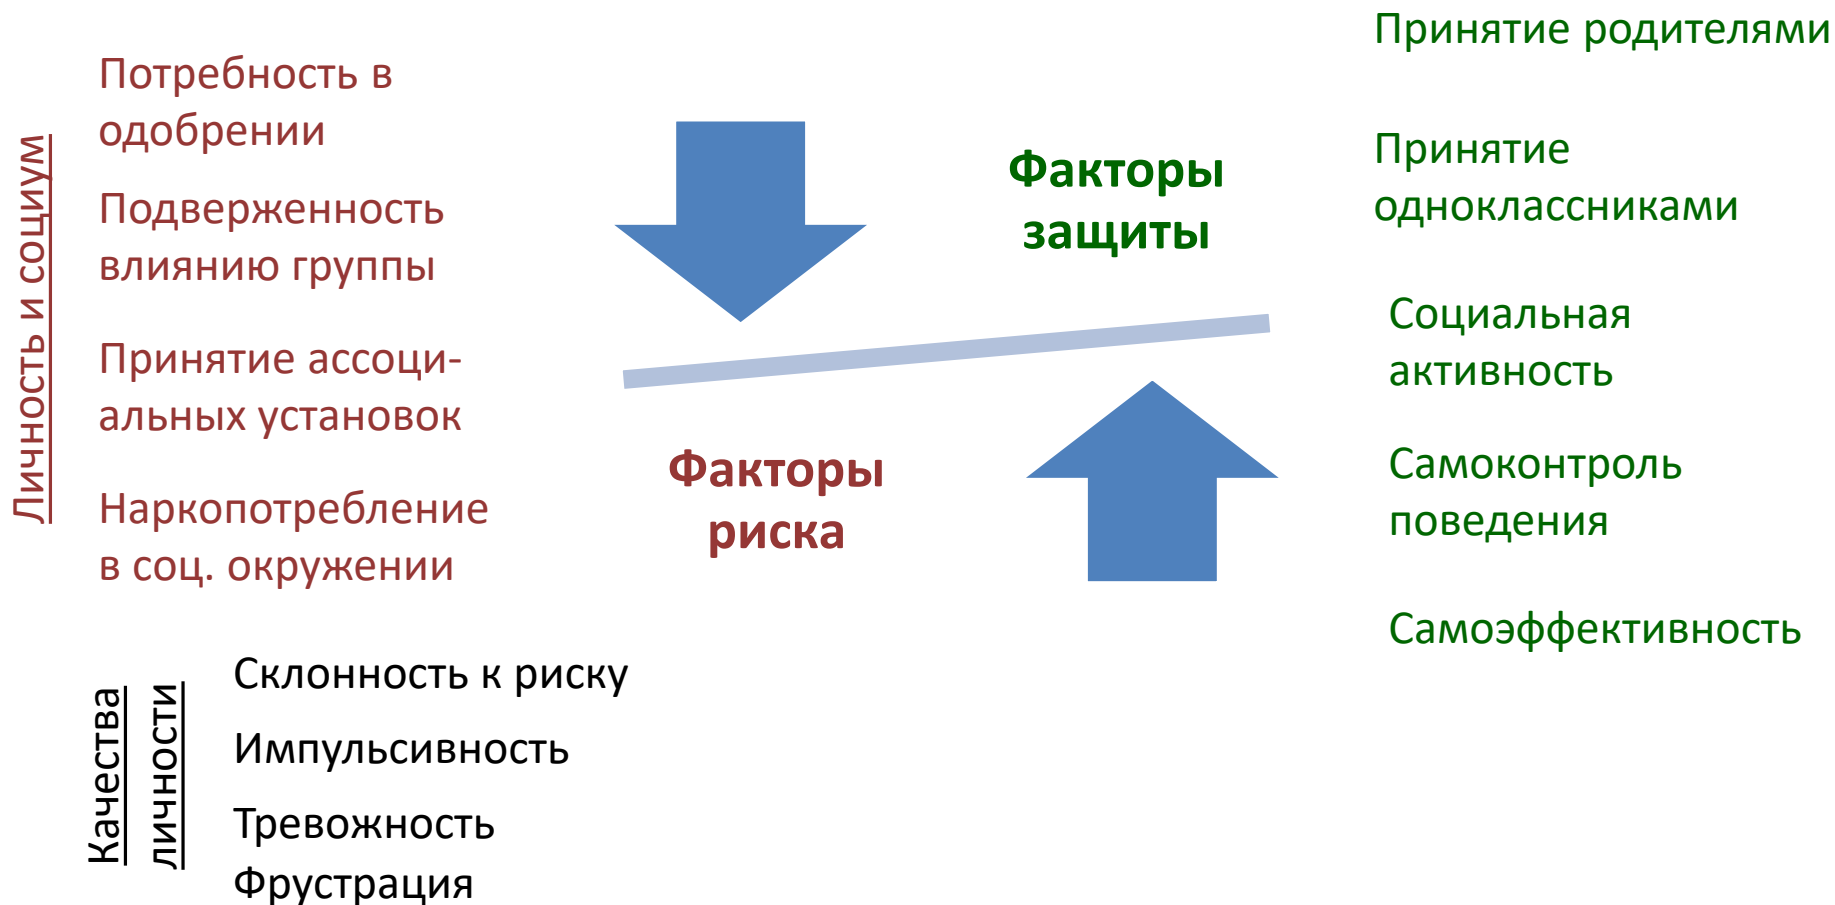 Личность и социум
Потребность в
одобрении
Подверженность
влиянию группы
Принятие ассоци-
альных установок
Наркопотребление
в соц. окружении
Качества
личности
Склонность к риску
Импульсивность
Тревожность
Фрустрация
Факторы
риска
Факторы
защиты
Принятие родителями
Принятие
одноклассниками
Социальная
активность
Самоконтроль
поведения
Самоэффективность